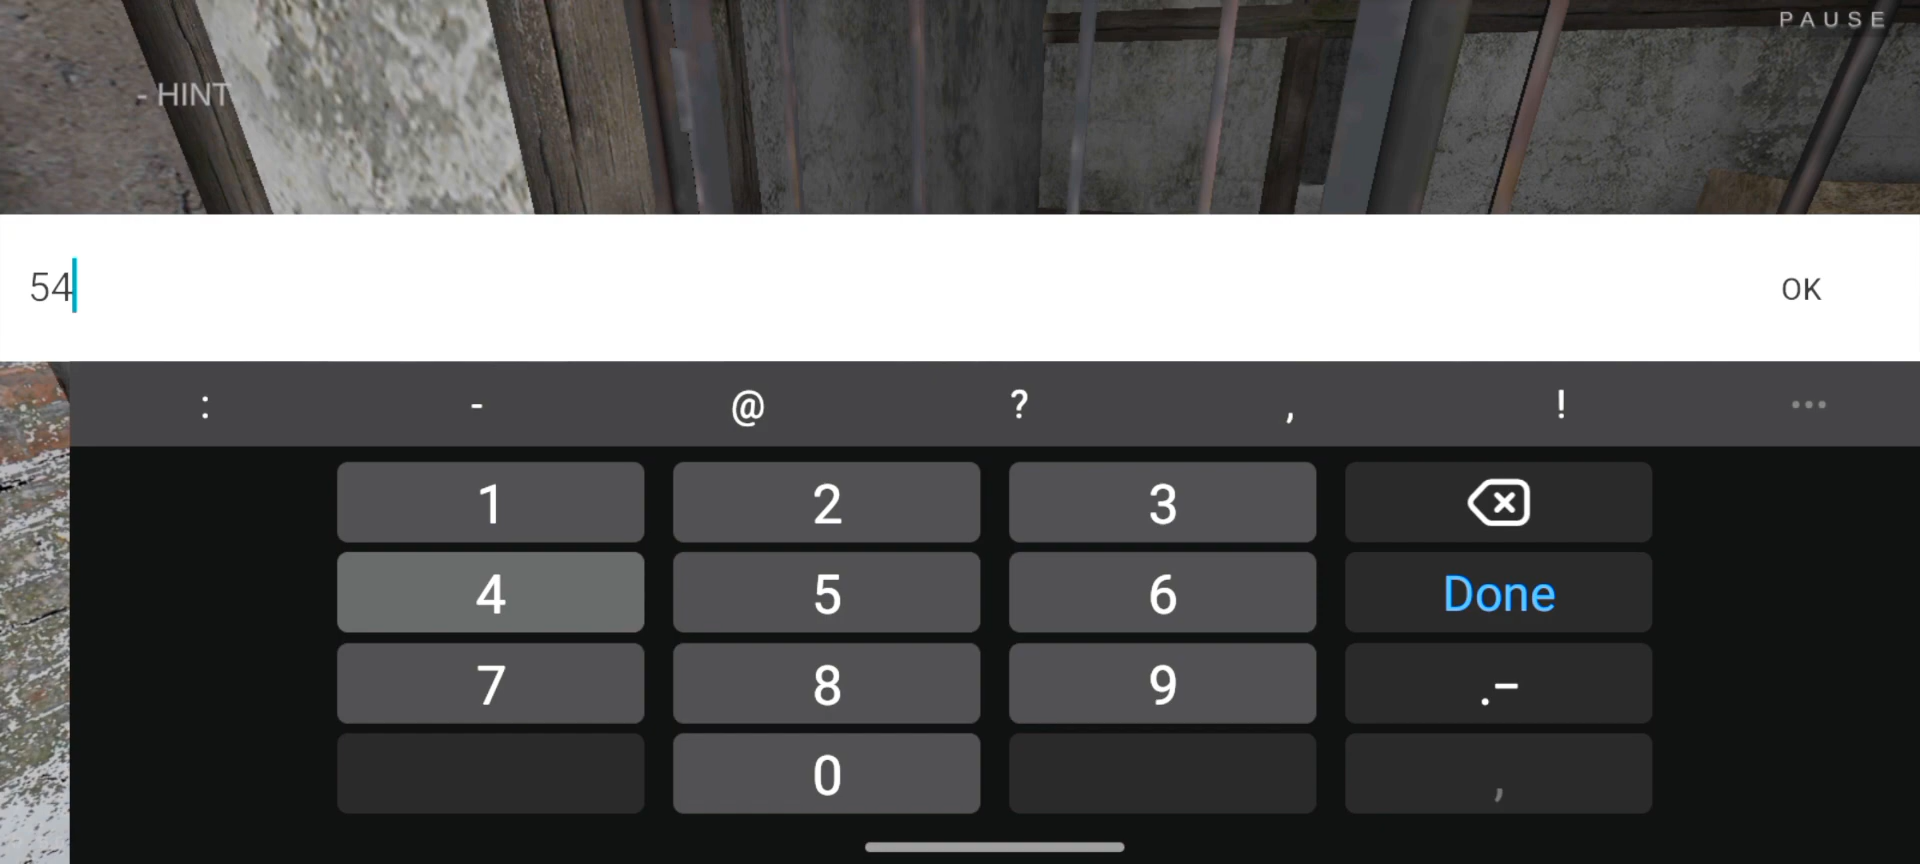 PAUSE
- HINT
54
OK
: - @ ? , ! •••
1 2 3
4 5 6 Done
7 8 9 .–
0 ,